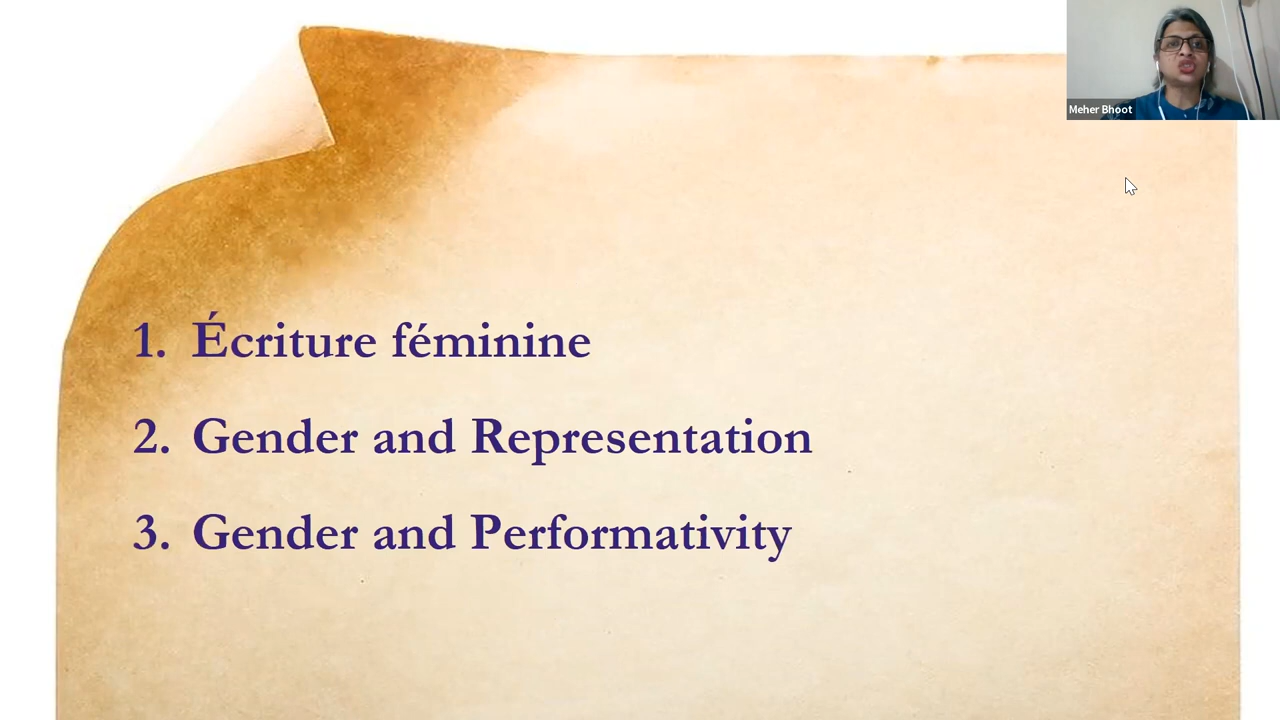 Meher Bhoot
1. Écriture féminine
2. Gender and Representation
3. Gender and Performativity